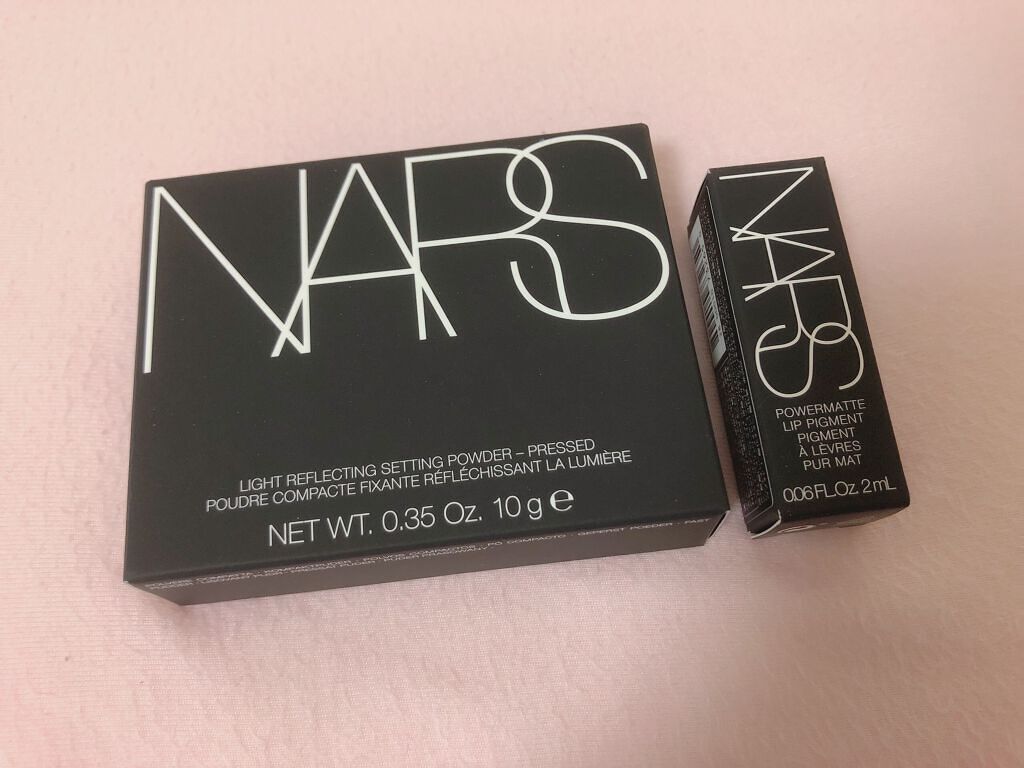 NARS
LIGHT REFLECTING SETTING POWDER – PRESSED
POUDRE COMPACTE FIXANTE RÉFLÉCHISSANT LA LUMIÈRE
NET WT. 0.35 Oz. 10 g ℮
NARS
POWERMATTE
LIP PIGMENT
PIGMENT
À LÈVRES
PUR MAT
0.06 FL.Oz. 2 mL